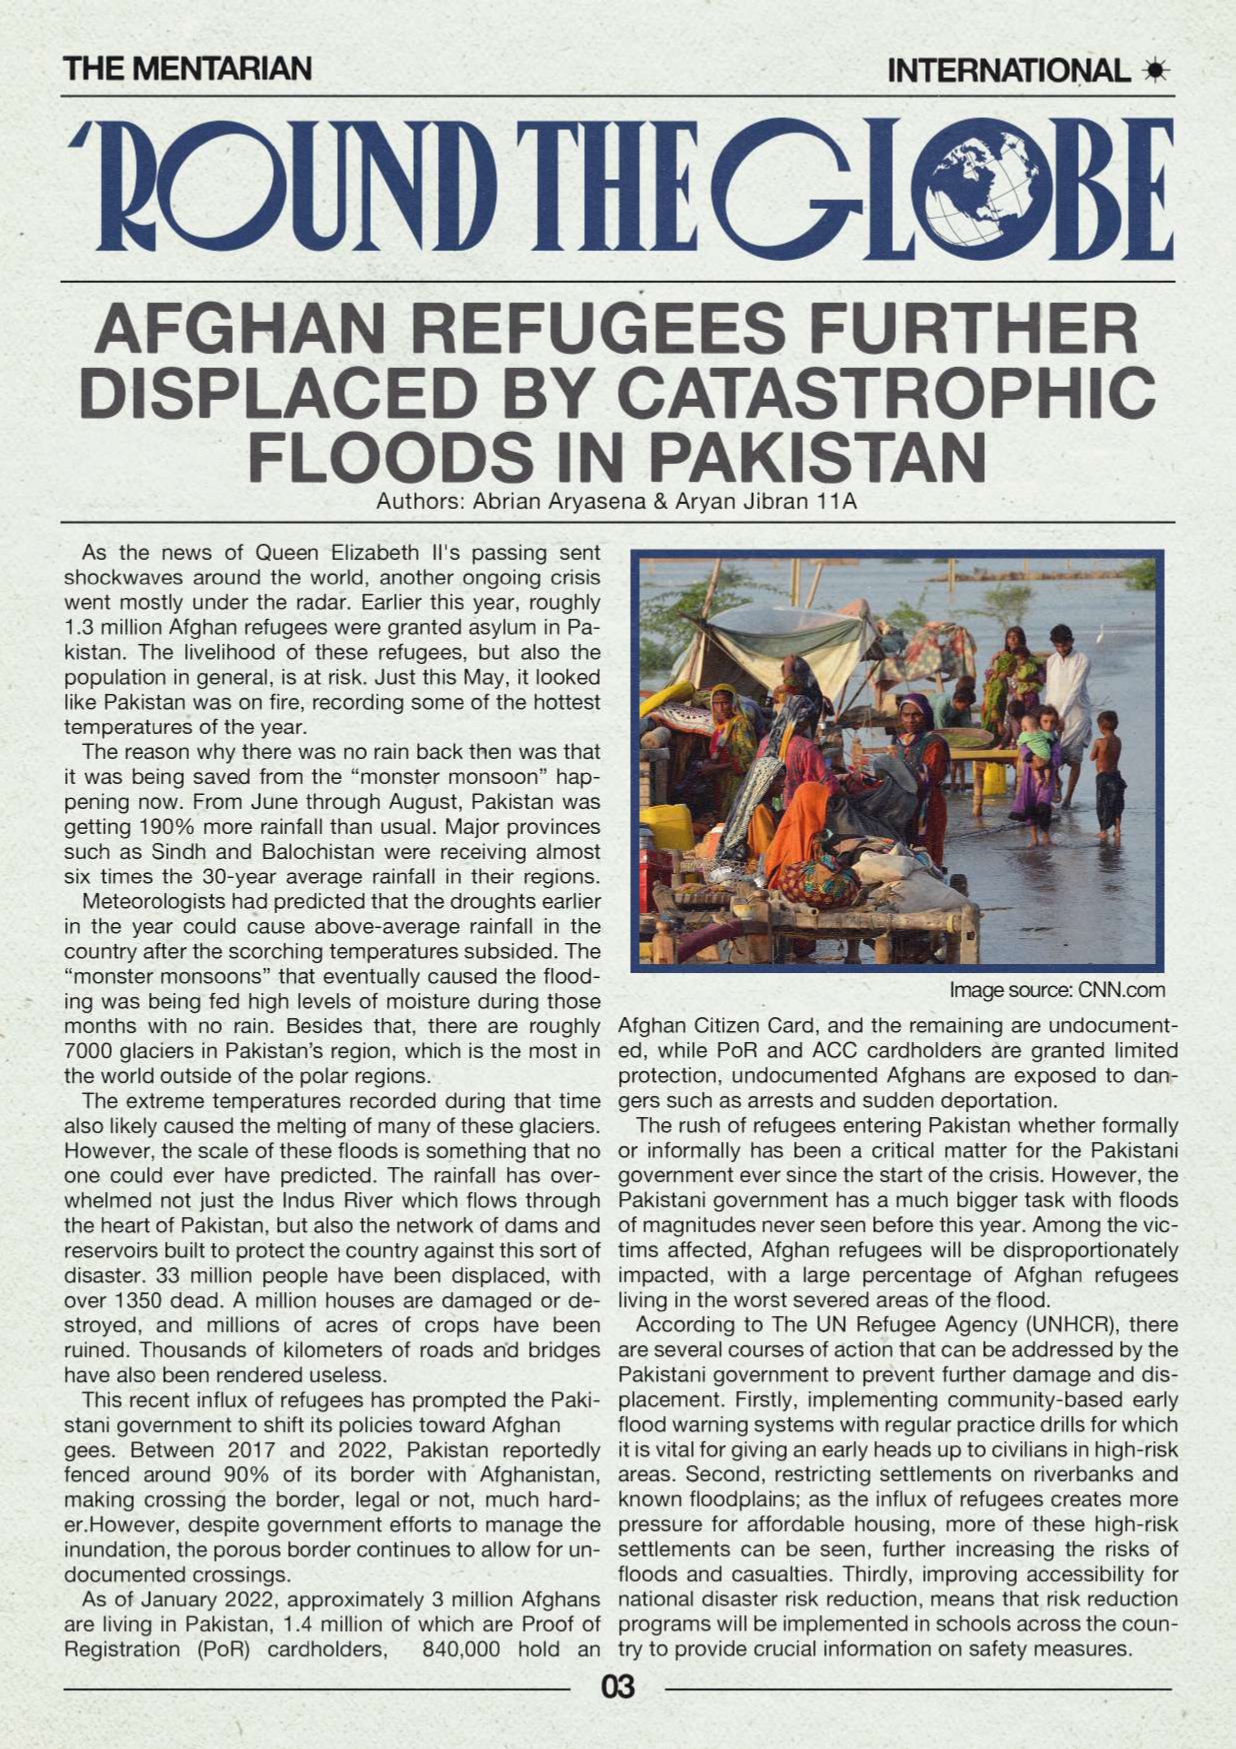 THE MENTARIAN
INTERNATIONAL
'ROUND THE GLOBE
AFGHAN REFUGEES FURTHER
DISPLACED BY CATASTROPHIC
FLOODS IN PAKISTAN
Authors: Abrian Aryasena & Aryan Jibran 11A
As the news of Queen Elizabeth II's passing sent
shockwaves around the world, another ongoing crisis
went mostly under the radar. Earlier this year, roughly
1.3 million Afghan refugees were granted asylum in Pa-
kistan. The livelihood of these refugees, but also the
population in general, is at risk. Just this May, it looked
like Pakistan was on fire, recording some of the hottest
temperatures of the year.
The reason why there was no rain back then was that
it was being saved from the “monster monsoon” hap-
pening now. From June through August, Pakistan was
getting 190% more rainfall than usual. Major provinces
such as Sindh and Balochistan were receiving almost
six times the 30-year average rainfall in their regions.
Meteorologists had predicted that the droughts earlier
in the year could cause above-average rainfall in the
country after the scorching temperatures subsided. The
“monster monsoons” that eventually caused the flood-
ing was being fed high levels of moisture during those
months with no rain. Besides that, there are roughly
7000 glaciers in Pakistan’s region, which is the most in
the world outside of the polar regions.
The extreme temperatures recorded during that time
also likely caused the melting of many of these glaciers.
However, the scale of these floods is something that no
one could ever have predicted. The rainfall has over-
whelmed not just the Indus River which flows through
the heart of Pakistan, but also the network of dams and
reservoirs built to protect the country against this sort of
disaster. 33 million people have been displaced, with
over 1350 dead. A million houses are damaged or de-
stroyed, and millions of acres of crops have been
ruined. Thousands of kilometers of roads and bridges
have also been rendered useless.
This recent influx of refugees has prompted the Paki-
stani government to shift its policies toward Afghan
gees. Between 2017 and 2022, Pakistan reportedly
fenced around 90% of its border with Afghanistan,
making crossing the border, legal or not, much hard-
er.However, despite government efforts to manage the
inundation, the porous border continues to allow for un-
documented crossings.
As of January 2022, approximately 3 million Afghans
are living in Pakistan, 1.4 million of which are Proof of
Registration (PoR) cardholders, 840,000 hold an
Image source: CNN.com
Afghan Citizen Card, and the remaining are undocument-
ed, while PoR and ACC cardholders are granted limited
protection, undocumented Afghans are exposed to dan-
gers such as arrests and sudden deportation.
The rush of refugees entering Pakistan whether formally
or informally has been a critical matter for the Pakistani
government ever since the start of the crisis. However, the
Pakistani government has a much bigger task with floods
of magnitudes never seen before this year. Among the vic-
tims affected, Afghan refugees will be disproportionately
impacted, with a large percentage of Afghan refugees
living in the worst severed areas of the flood.
According to The UN Refugee Agency (UNHCR), there
are several courses of action that can be addressed by the
Pakistani government to prevent further damage and dis-
placement. Firstly, implementing community-based early
flood warning systems with regular practice drills for which
it is vital for giving an early heads up to civilians in high-risk
areas. Second, restricting settlements on riverbanks and
known floodplains; as the influx of refugees creates more
pressure for affordable housing, more of these high-risk
settlements can be seen, further increasing the risks of
floods and casualties. Thirdly, improving accessibility for
national disaster risk reduction, means that risk reduction
programs will be implemented in schools across the coun-
try to provide crucial information on safety measures.
03